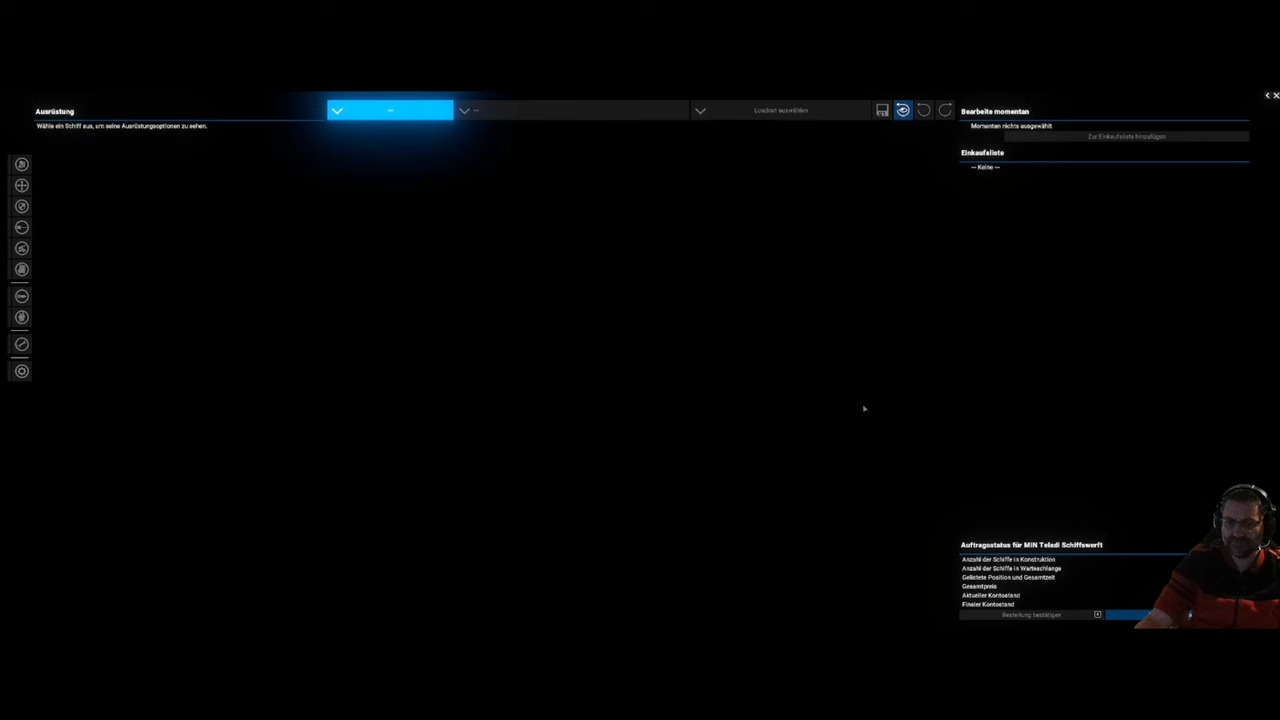 Ausrüstung
Wähle ein Schiff aus, um seine Ausrüstungsoptionen zu sehen.
--
--
Loadout auswählen
Bearbeite momentan
Momentan nichts ausgewählt
Zur Einkaufsliste hinzufügen
Einkaufsliste
-- Keine --
Auftragsstatus für MIN Teladi Schiffswerft
Anzahl der Schiffe in Konstruktion
Anzahl der Schiffe in Warteschlange
Gelistete Position und Gesamtzeit
Gesamtpreis
Aktueller Kontostand
Finaler Kontostand
Bestellung bestätigen